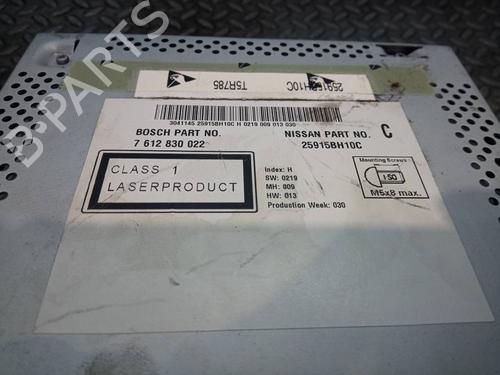 B-PARTS
T5R785
25915BH10C
3041145 25915BH10C H 0219 009 013 030
BOSCH PART NO.
7 612 830 022
NISSAN PART NO.
25915BH10C
C
CLASS 1
LASERPRODUCT
Index: H
SW: 0219
MH: 009
HW: 013
Production Week: 030
Mounting Screws
ISO
M5x8 max.